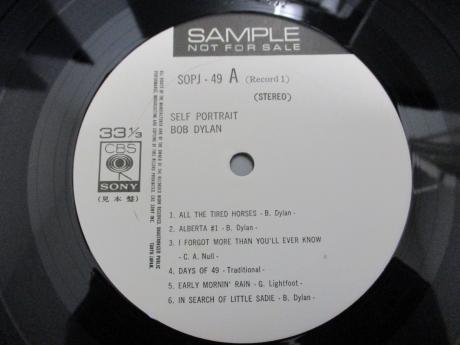 SAMPLE
NOT FOR SALE
SOPJ - 49 A (Record 1)
(STEREO)
SELF PORTRAIT
BOB DYLAN
33 1/3
CBS
SONY
(見本盤)
1. ALL THE TIRED HORSES - B. Dylan -
2. ALBERTA #1 - B. Dylan -
3. I FORGOT MORE THAN YOU'LL EVER KNOW
- C. A. Null -
4. DAYS OF 49 - Traditional -
5. EARLY MORNIN' RAIN - G. Lightfoot -
6. IN SEARCH OF LITTLE SADIE - B. Dylan -